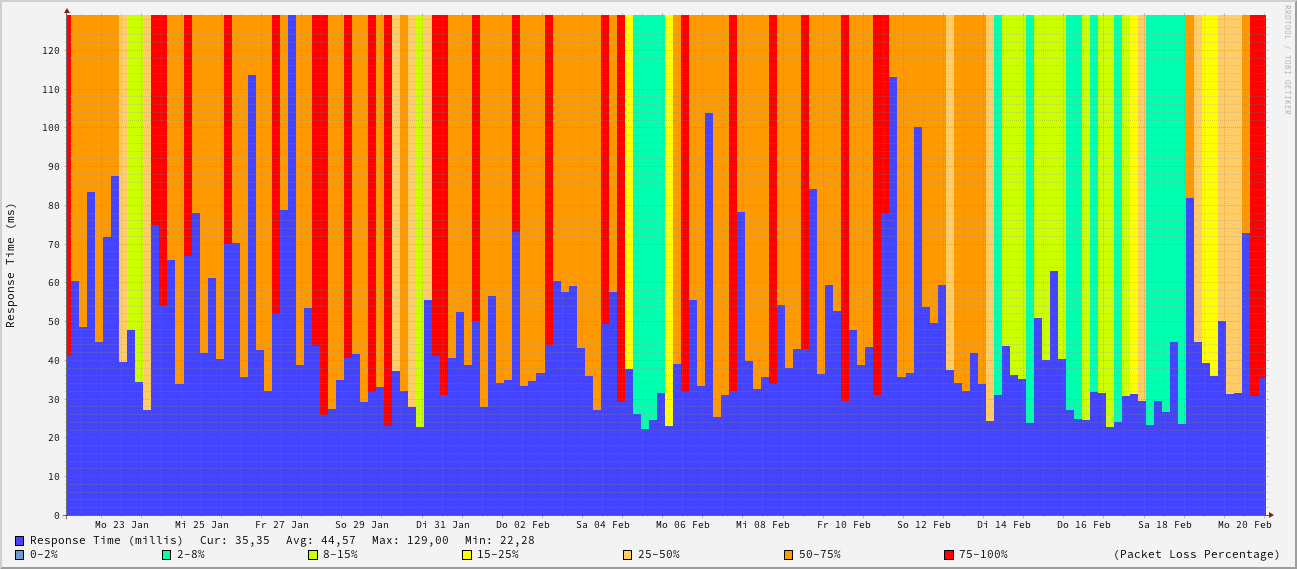 RRDTOOL / TOBI OETIKER
Response Time (ms)
120
110
100
90
80
70
60
50
40
30
20
10
0
Mo 23 Jan Mi 25 Jan Fr 27 Jan So 29 Jan Di 31 Jan Do 02 Feb Sa 04 Feb Mo 06 Feb Mi 08 Feb Fr 10 Feb So 12 Feb Di 14 Feb Do 16 Feb Sa 18 Feb Mo 20 Feb
Response Time (millis) Cur: 35,35 Avg: 44,57 Max: 129,00 Min: 22,28
0-2% 2-8% 8-15% 15-25% 25-50% 50-75% 75-100% (Packet Loss Percentage)